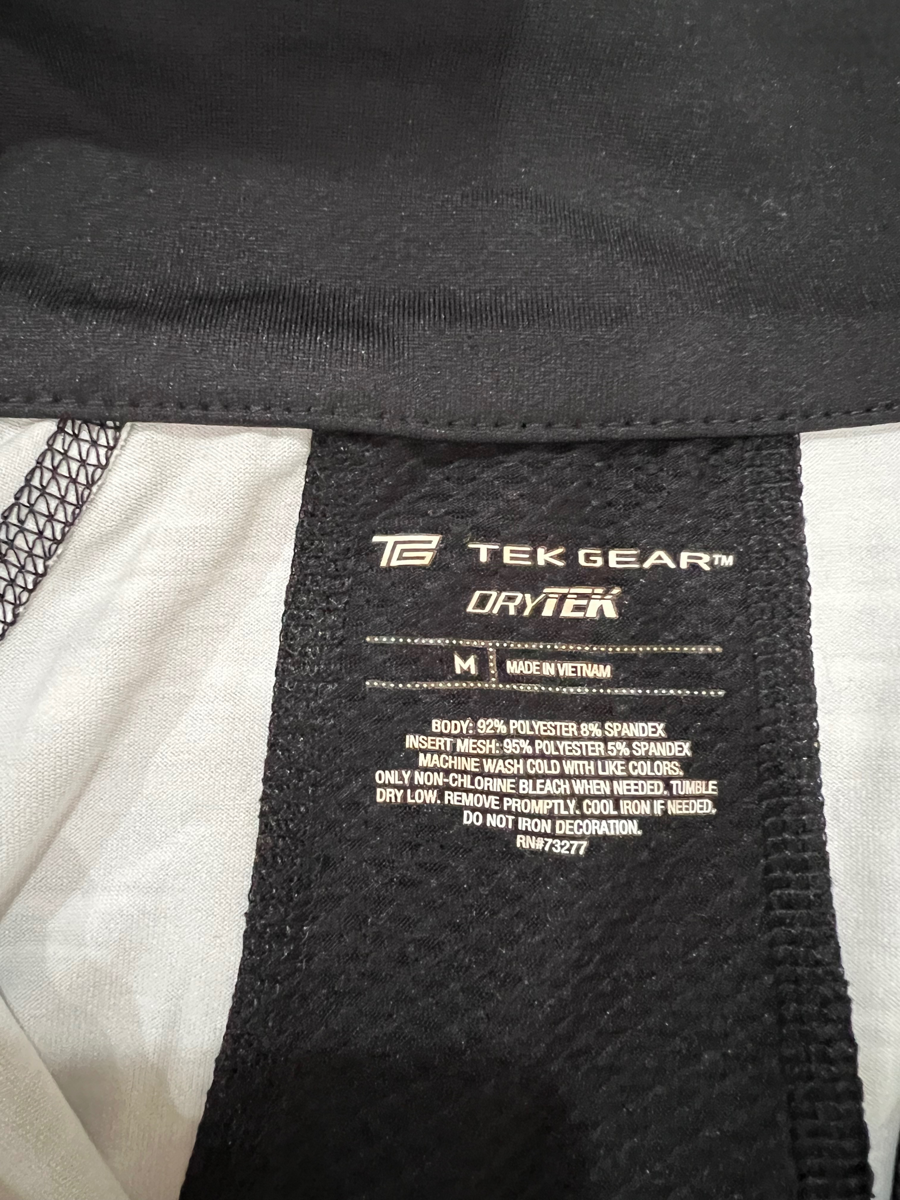 TG TEK GEAR™
DRYTEK
M MADE IN VIETNAM
BODY: 92% POLYESTER 8% SPANDEX
INSERT MESH: 95% POLYESTER 5% SPANDEX
MACHINE WASH COLD WITH LIKE COLORS.
ONLY NON-CHLORINE BLEACH WHEN NEEDED. TUMBLE
DRY LOW. REMOVE PROMPTLY. COOL IRON IF NEEDED.
DO NOT IRON DECORATION.
RN#73277